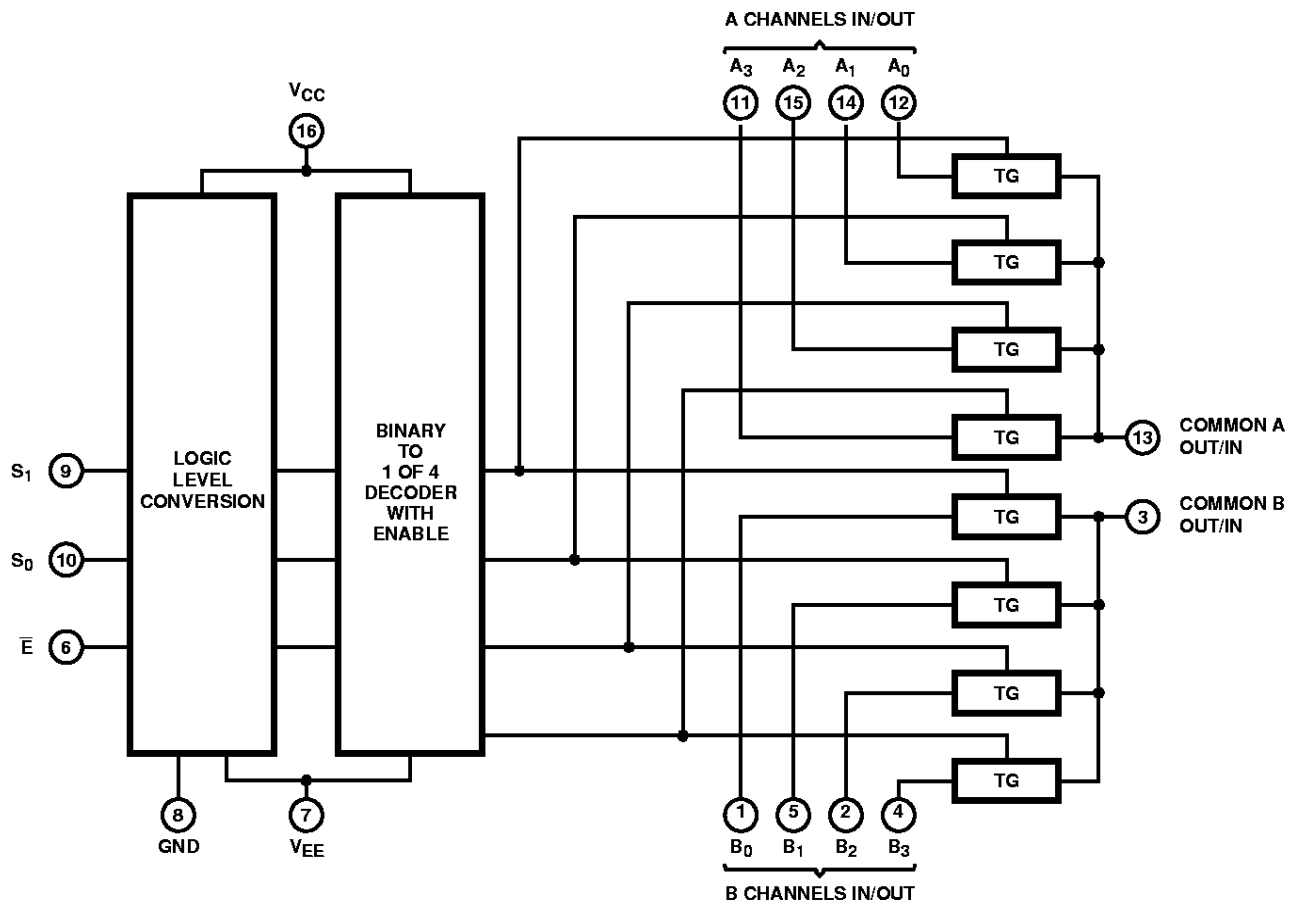 A CHANNELS IN/OUT
A3 A2 A1 A0
11 15 14 12
VCC
16
TG
TG
TG
TG
COMMON A
OUT/IN
13
BINARY
TO
1 OF 4
DECODER
WITH
ENABLE
LOGIC
LEVEL
CONVERSION
S1 9
TG
3
COMMON B
OUT/IN
S0 10
TG
E̅ 6
TG
TG
8
GND
7
VEE
1 5 2 4
B0 B1 B2 B3
B CHANNELS IN/OUT